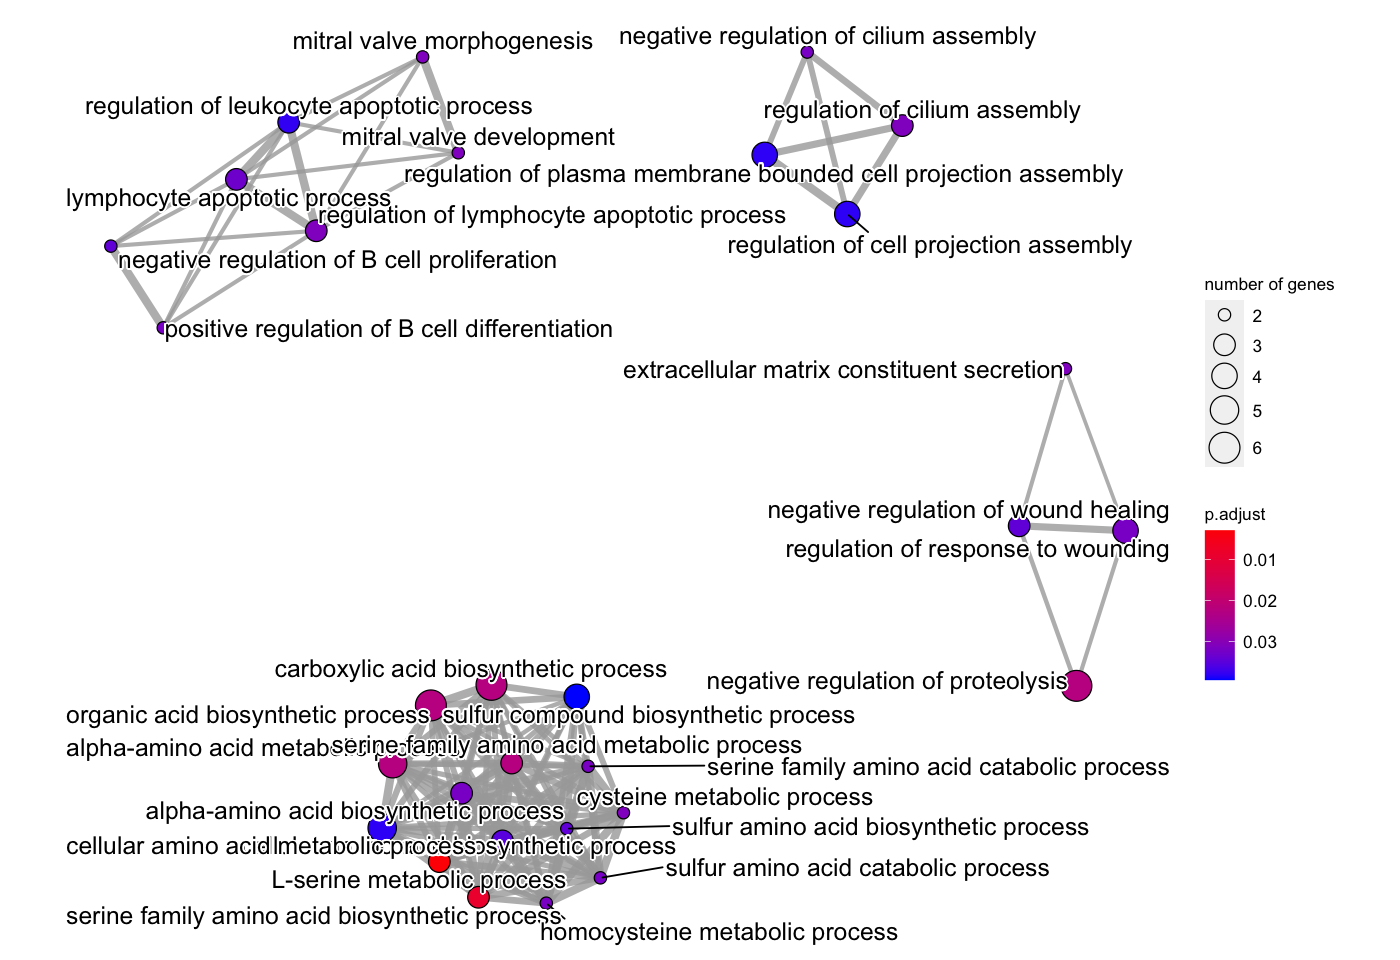 mitral valve morphogenesis
negative regulation of cilium assembly
regulation of leukocyte apoptotic process
regulation of cilium assembly
mitral valve development
regulation of plasma membrane bounded cell projection assembly
lymphocyte apoptotic process
regulation of lymphocyte apoptotic process
regulation of cell projection assembly
negative regulation of B cell proliferation
positive regulation of B cell differentiation
number of genes
2
3
4
5
6
extracellular matrix constituent secretion
negative regulation of wound healing
regulation of response to wounding
p.adjust
0.01
0.02
0.03
carboxylic acid biosynthetic process
negative regulation of proteolysis
organic acid biosynthetic process
sulfur compound biosynthetic process
alpha-amino acid metabolic process
serine family amino acid metabolic process
serine family amino acid catabolic process
cysteine metabolic process
alpha-amino acid biosynthetic process
sulfur amino acid biosynthetic process
cellular amino acid metabolic process
biosynthetic process
sulfur amino acid catabolic process
L-serine metabolic process
serine family amino acid biosynthetic process
homocysteine metabolic process